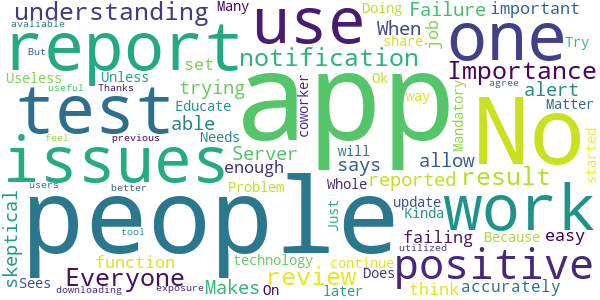 understanding Many Doing Failure important
avaliable But When job share Try
report use one
Useless Unless set notification
useful Thanks trying Importance
test Educate able app coworker Ok way Mandatory No alert Matter
previous Needs agree
issues Server enough says will allow result started
Problem Whole reported
skeptical people work
users better Just update
Sees tool Kinda failing Because easy utilized
feel function technology continue positive
Everyone Makes review Does think accurately
downloading exposure On later